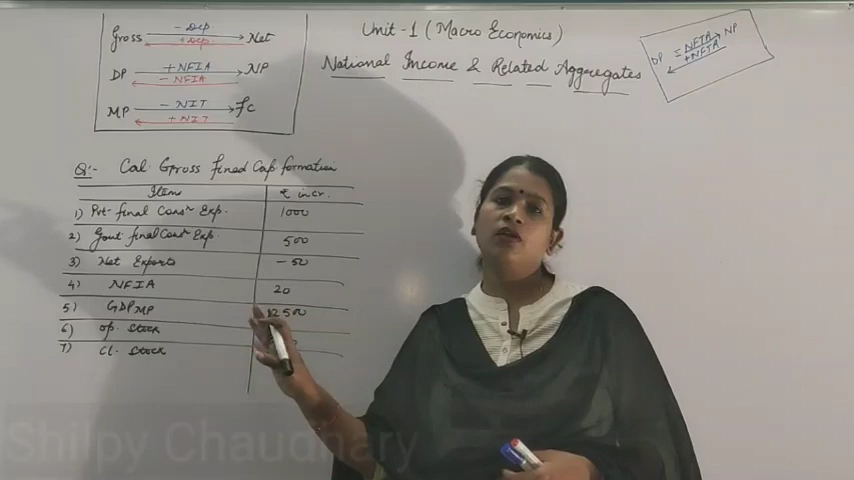 Gross - Dep. + Dep. Net
DP + NFIA - NFIA NP
MP - NIT + NIT Fc
Unit - 1 (Macro Economics)
National Income & Related Aggregates
DP - NFIA + NFIA NP
Q:- Cal. Gross fined Cap formation
Items ₹ in cr.
1) Pvt. final Consn Exp. 1000
2) Govt final Consn Exp. 500
3) Net Exports - 50
4) NFIA 20
5) GDPMP 2500
6) op. Stock
7) Cl. Stock
Shilpy Chaudhary